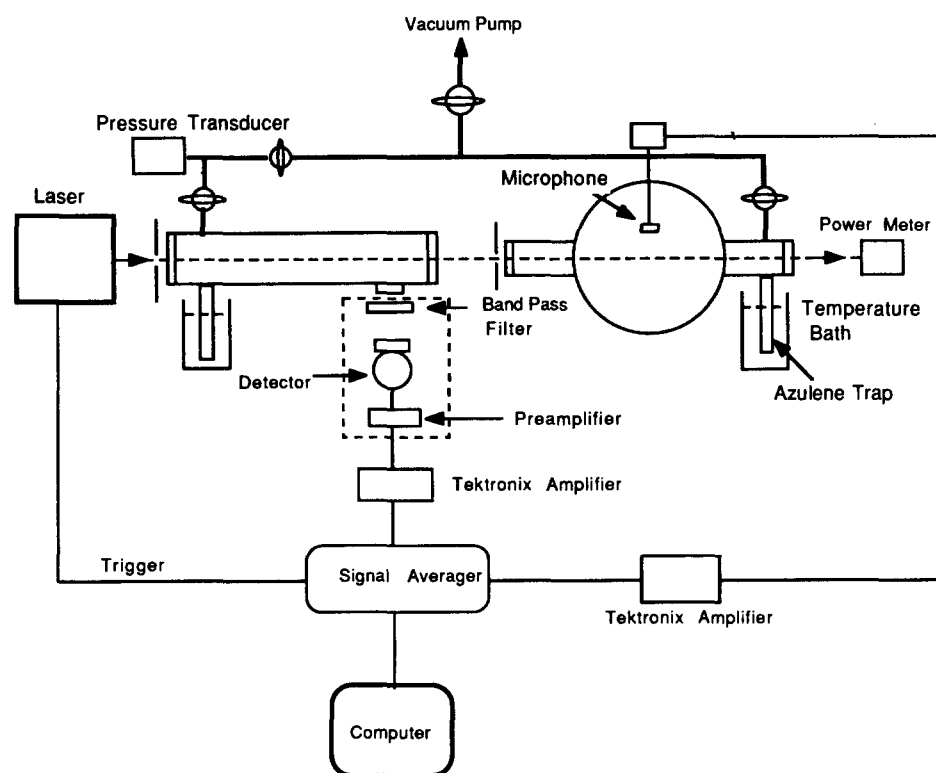 Vacuum Pump
Pressure Transducer
Microphone
Laser
Power Meter
Band Pass
Filter
Temperature
Bath
Detector
Azulene Trap
Preamplifier
Tektronix Amplifier
Trigger
Signal Averager
Tektronix Amplifier
Computer